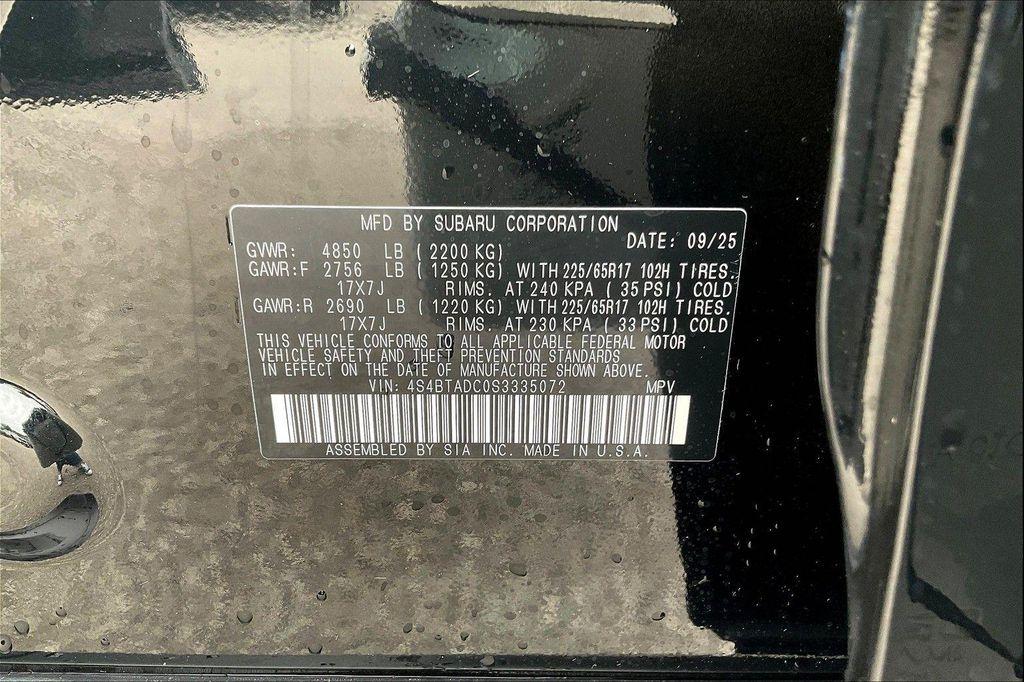 MFD BY SUBARU CORPORATION
DATE: 09/25
GVWR: 4850 LB (2200 KG)
GAWR:F 2756 LB (1250 KG) WITH 225/65R17 102H TIRES.
17X7J RIMS. AT 240 KPA (35 PSI) COLD
GAWR:R 2690 LB (1220 KG) WITH 225/65R17 102H TIRES.
17X7J RIMS. AT 230 KPA (33 PSI) COLD
THIS VEHICLE CONFORMS TO ALL APPLICABLE FEDERAL MOTOR
VEHICLE SAFETY AND THEFT PREVENTION STANDARDS
IN EFFECT ON THE DATE OF MANUFACTURE SHOWN ABOVE.
VIN: 4S4BTADC0S3335072 MPV
ASSEMBLED BY SIA INC. MADE IN U.S.A.